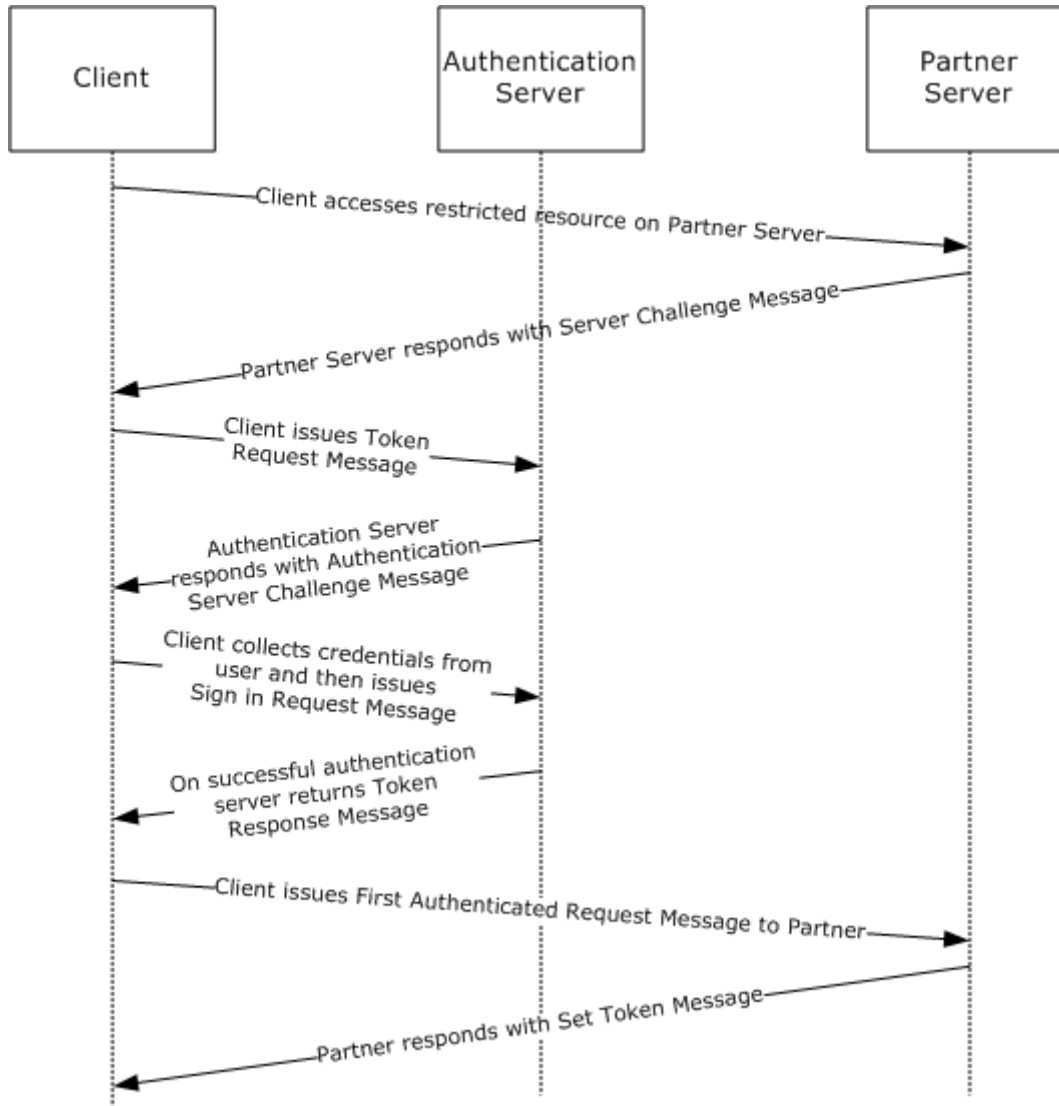 Client
Authentication
Server
Partner
Server
Client accesses restricted resource on Partner Server
Partner Server responds with Server Challenge Message
Client issues Token
Request Message
Authentication Server
responds with Authentication
Server Challenge Message
Client collects credentials from
user and then issues
Sign in Request Message
On successful authentication
server returns Token
Response Message
Client issues First Authenticated Request Message to Partner
Partner responds with Set Token Message